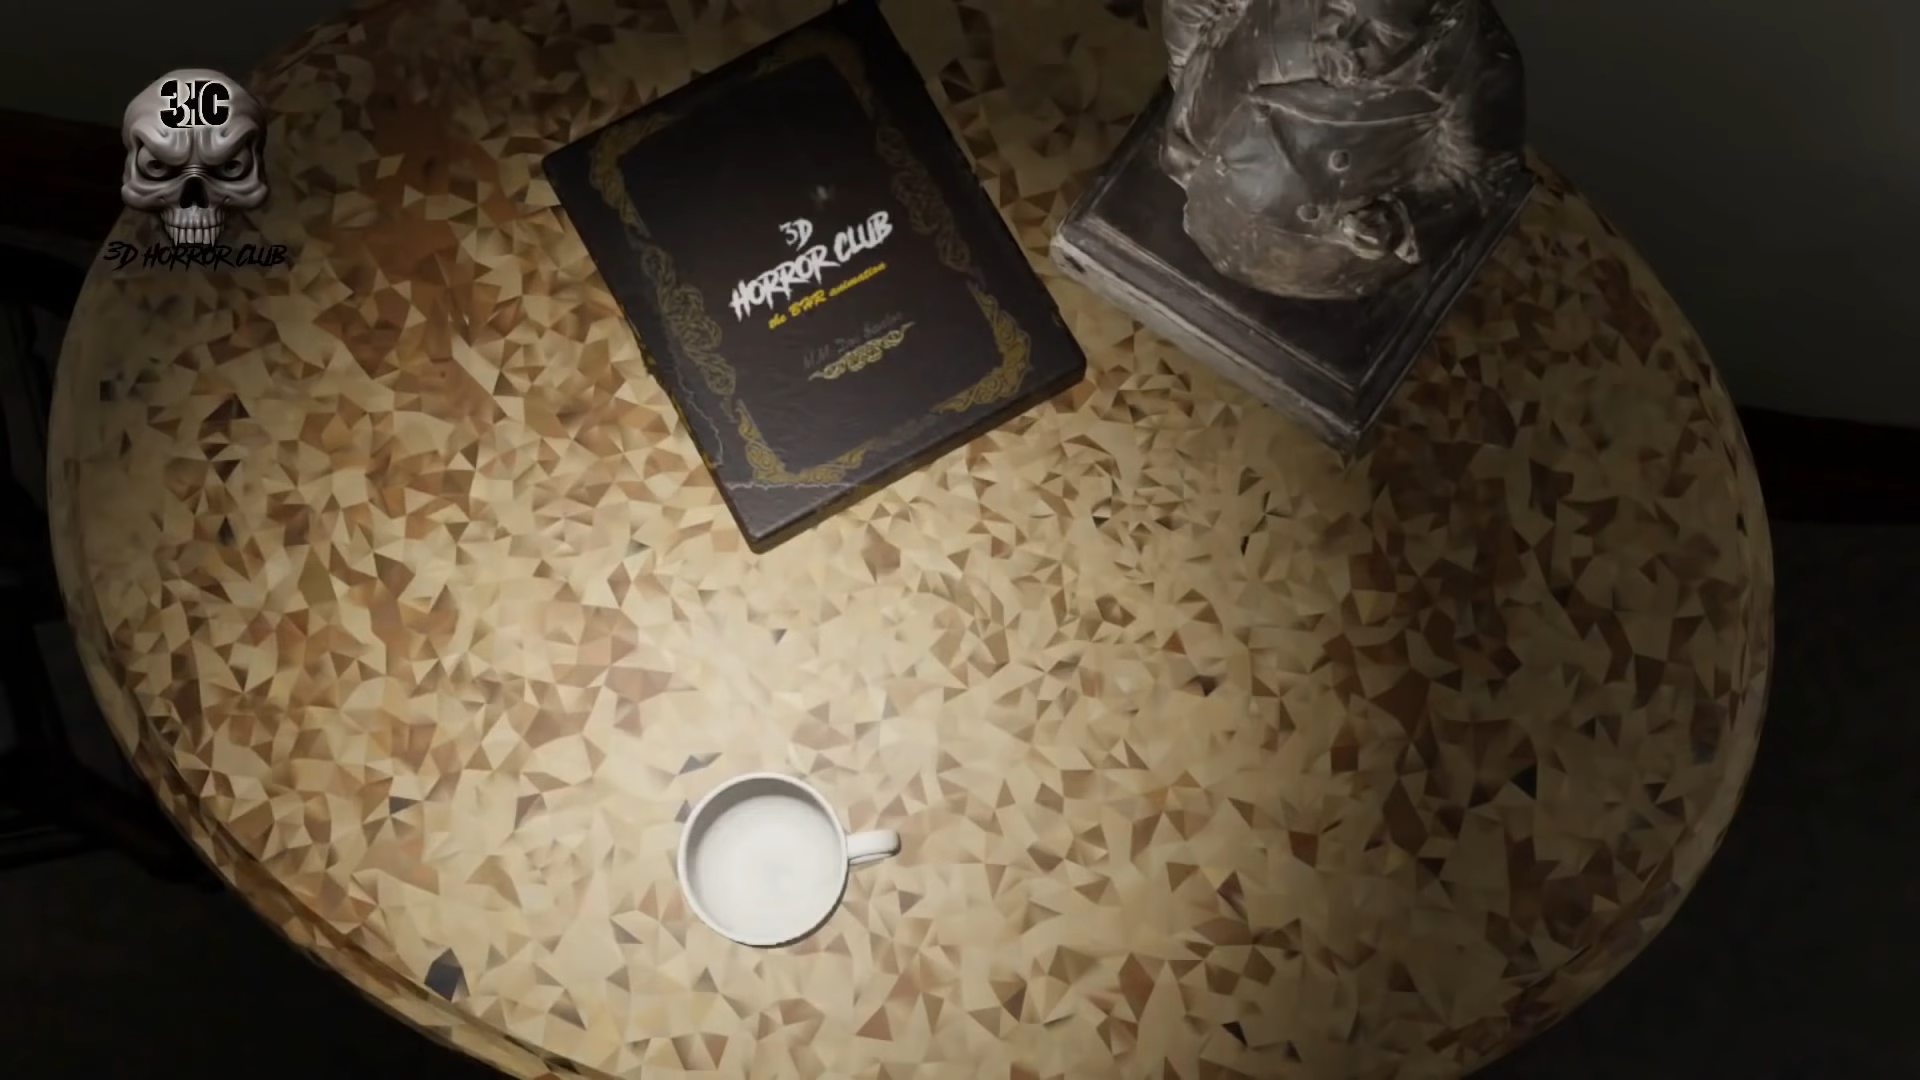 3C
3D HORROR CLUB
3D
HORROR CLUB
the BHR animation